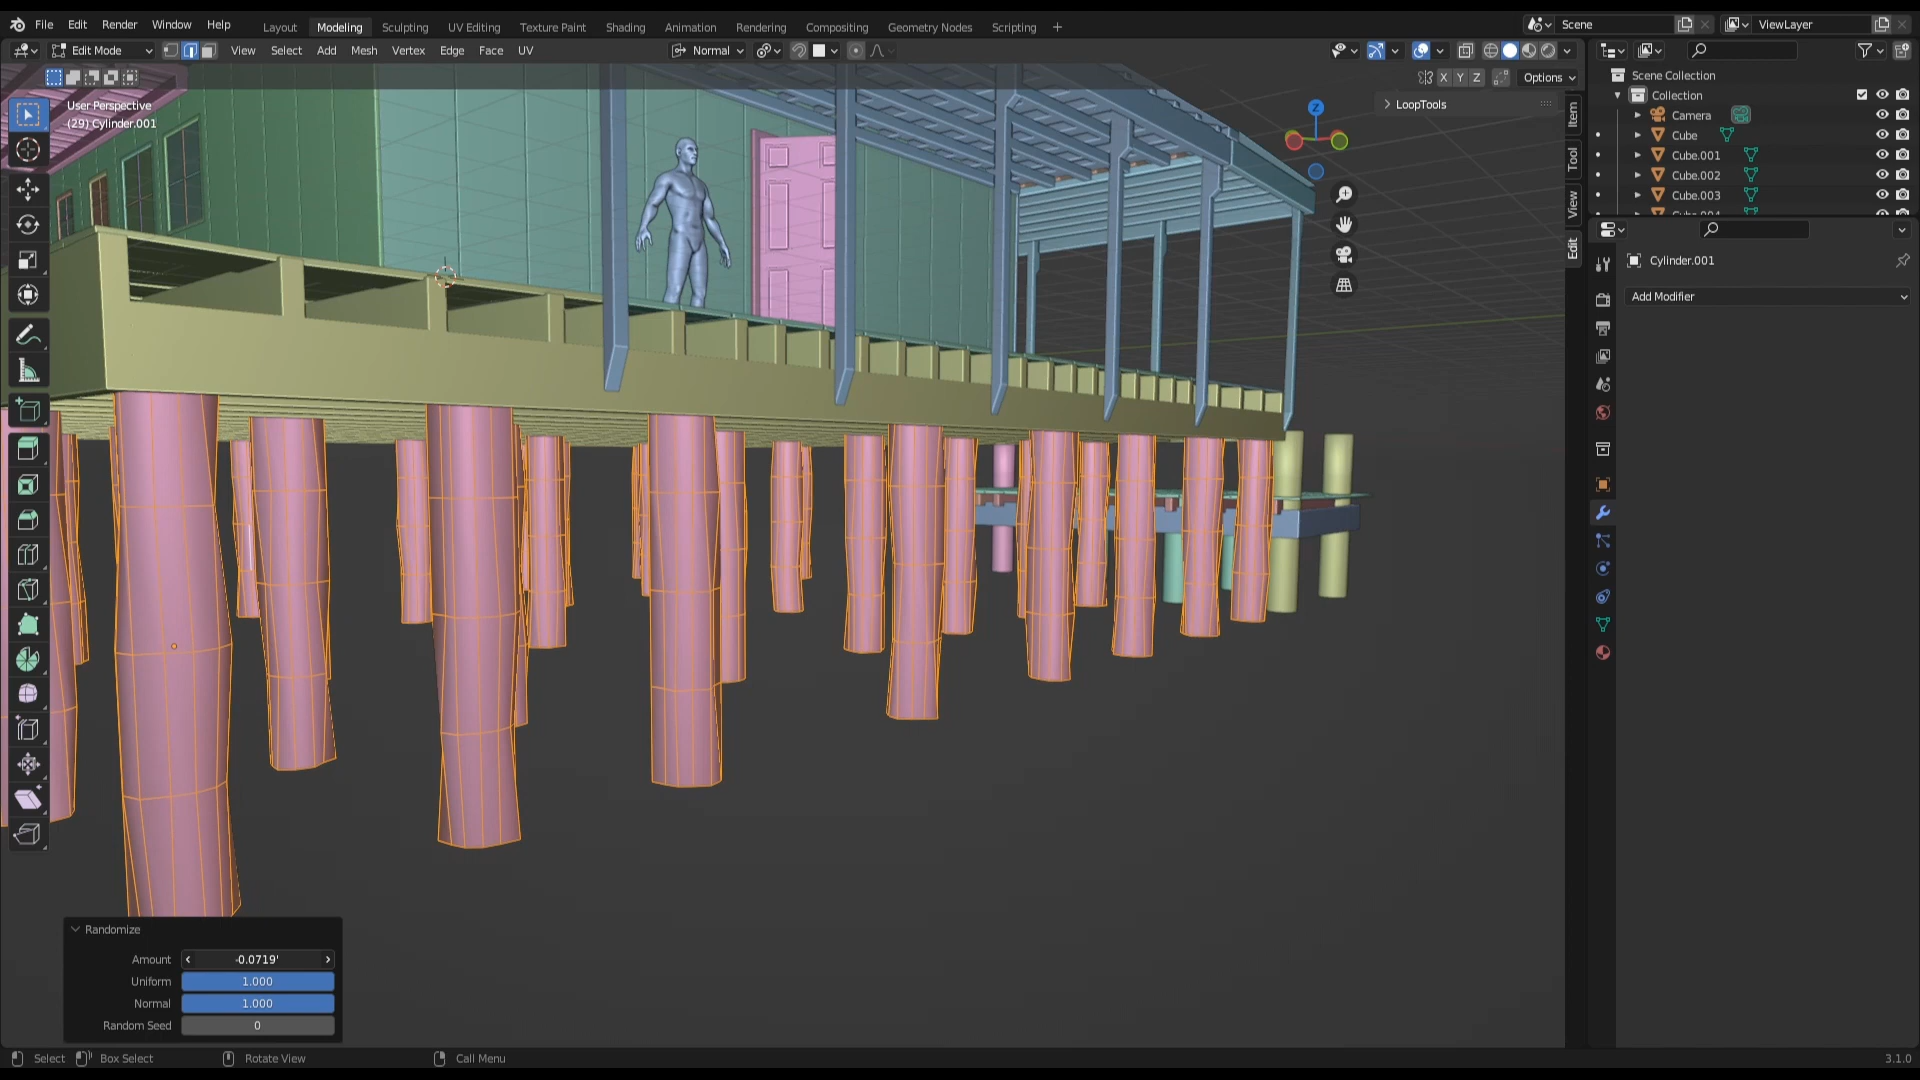 File Edit Render Window Help Layout Modeling Sculpting UV Editing Texture Paint Shading Animation Rendering Compositing Geometry Nodes Scripting + Scene ViewLayer
Edit Mode View Select Add Mesh Vertex Edge Face UV Normal
X Y Z Options
User Perspective
(29) Cylinder.001
LoopTools
Z
Item
Tool
View
Edit
Scene Collection
Collection
Camera
Cube
Cube.001
Cube.002
Cube.003
Cube.004
Cylinder.001
Add Modifier
Randomize
Amount -0.0719'
Uniform 1.000
Normal 1.000
Random Seed 0
Select Box Select Rotate View Call Menu 3.1.0